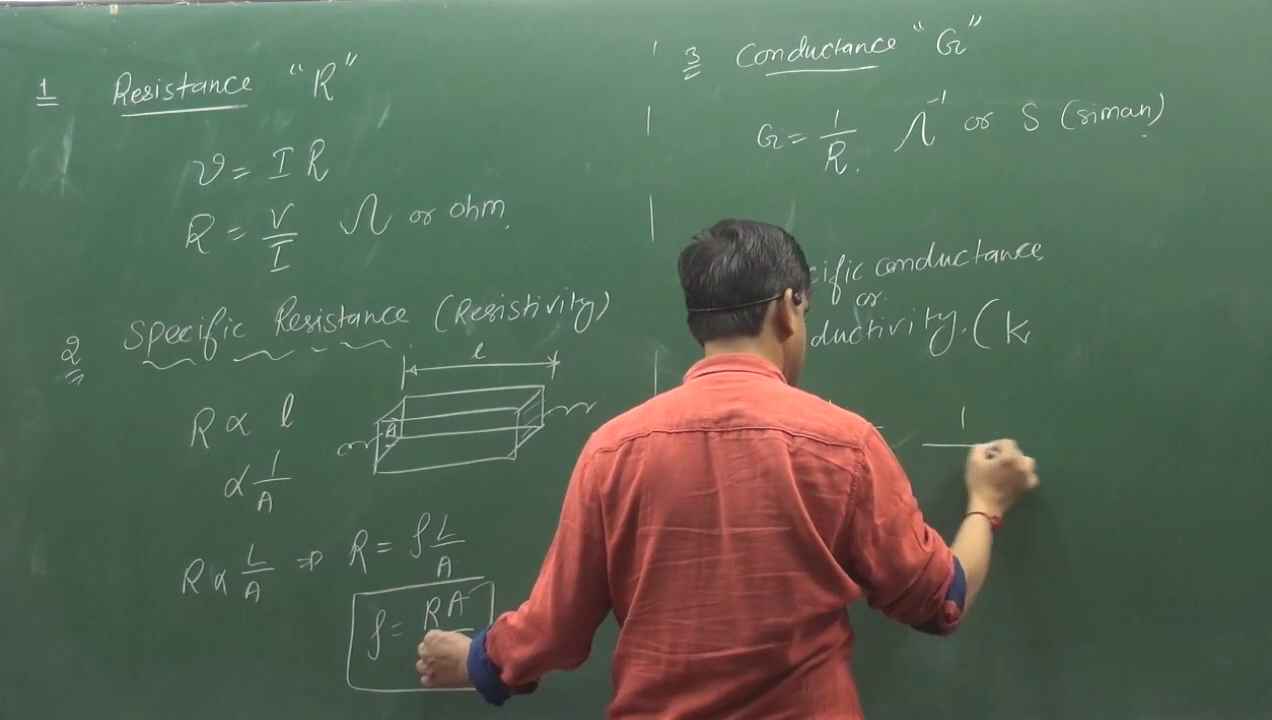 1 Resistance "R"
V = I R
R = V/I Ω or ohm
2 Specific Resistance (Resistivity)
l
R ∝ l
A
∝ 1/A
R ∝ L/A ⇒ R = ρ L/A
ρ = RA
3 Conductance "G"
G = 1/R. Ω⁻¹ or S (siman)
cific conductance
or
ductivity. (k
1